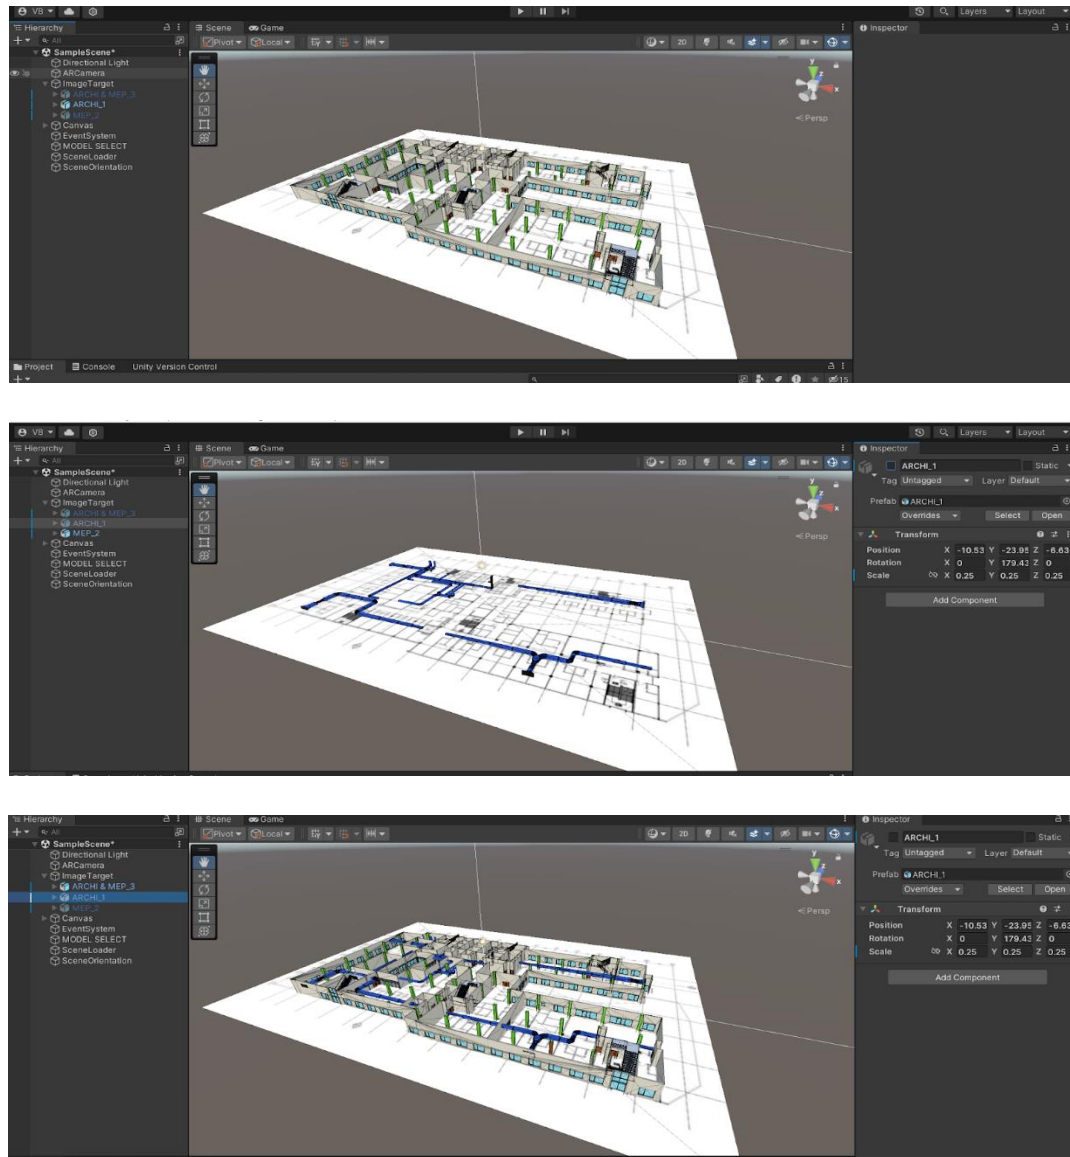 VB Layers Layout
Hierarchy Scene Game Inspector
All Pivot Local 2D
SampleScene*
Directional Light
ARCamera
ImageTarget
ARCHI & MEP_3
ARCHI_1
MEP_2
Canvas
EventSystem
MODEL SELECT
SceneLoader
SceneOrientation
y
z
x
Persp
Project Console Unity Version Control
15
VB Layers Layout
Hierarchy Scene Game Inspector
All Pivot Local 2D
SampleScene*
Directional Light
ARCamera
ImageTarget
ARCHI & MEP_3
ARCHI_1
MEP_2
Canvas
EventSystem
MODEL SELECT
SceneLoader
SceneOrientation
y
z
x
Persp
ARCHI_1 Static
Tag Untagged Layer Default
Prefab ARCHI_1
Overrides Select Open
Transform
Position X -10.53 Y -23.95 Z -6.63
Rotation X 0 Y 179.43 Z 0
Scale X 0.25 Y 0.25 Z 0.25
Add Component
Hierarchy Scene Game Inspector
All Pivot Local 2D
SampleScene*
Directional Light
ARCamera
ImageTarget
ARCHI & MEP_3
ARCHI_1
MEP_2
Canvas
EventSystem
MODEL SELECT
SceneLoader
SceneOrientation
y
z
x
Persp
ARCHI_1 Static
Tag Untagged Layer Default
Prefab ARCHI_1
Overrides Select Open
Transform
Position X -10.53 Y -23.95 Z -6.63
Rotation X 0 Y 179.43 Z 0
Scale X 0.25 Y 0.25 Z 0.25
Add Component